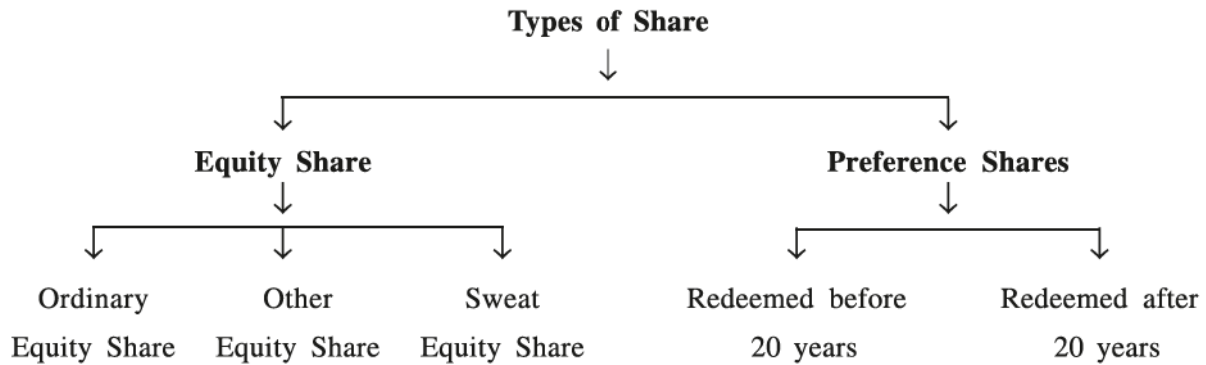 Types of Share
Equity Share
Preference Shares
Ordinary
Equity Share
Other
Equity Share
Sweat
Equity Share
Redeemed before
20 years
Redeemed after
20 years